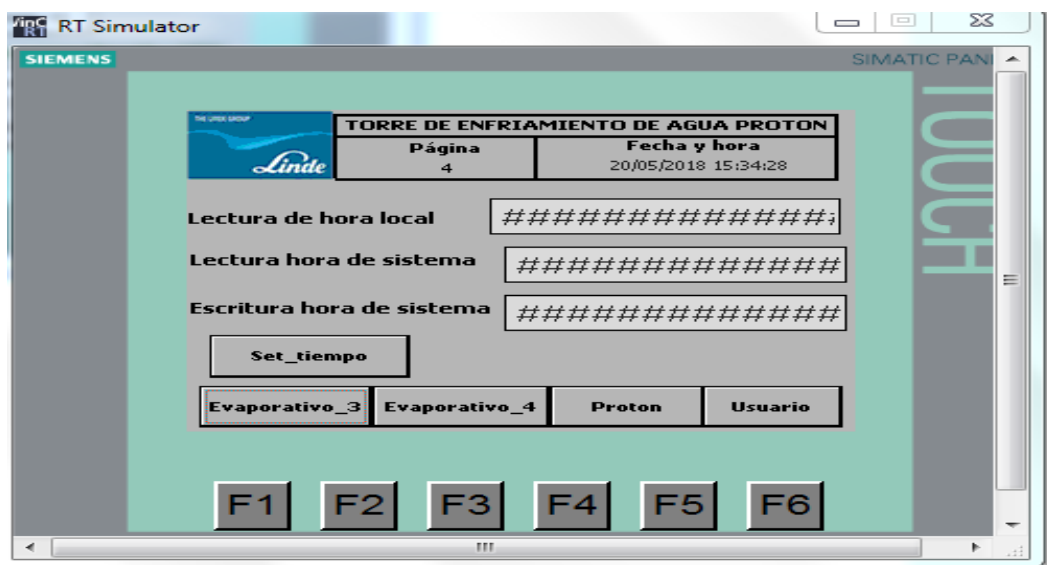 RT Simulator
SIEMENS
SIMATIC PAN
TOUCH
THE LINDE GROUP
Linde
TORRE DE ENFRIAMIENTO DE AGUA PROTON
Página
4
Fecha y hora
20/05/2018 15:34:28
Lectura de hora local
#############
Lectura hora de sistema
#############
Escritura hora de sistema
##############
Set_tiempo
Evaporativo_3 Evaporativo_4 Proton Usuario
F1 F2 F3 F4 F5 F6